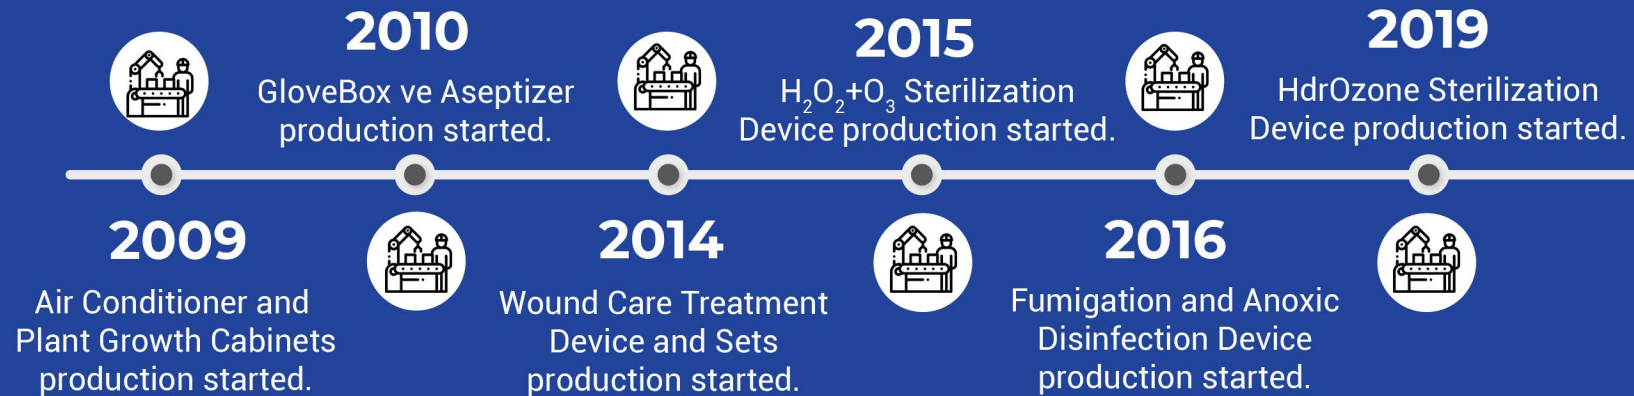 2009
Air Conditioner and
Plant Growth Cabinets
production started.
2010
GloveBox ve Aseptizer
production started.
2014
Wound Care Treatment
Device and Sets
production started.
2015
H₂O₂+O₃ Sterilization
Device production started.
2016
Fumigation and Anoxic
Disinfection Device
production started.
2019
HdrOzone Sterilization
Device production started.